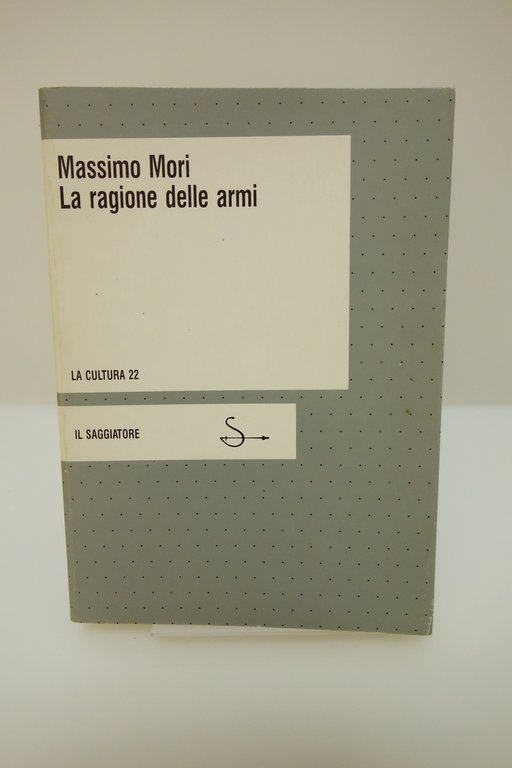 Massimo Mori
La ragione delle armi
LA CULTURA 22
IL SAGGIATORE